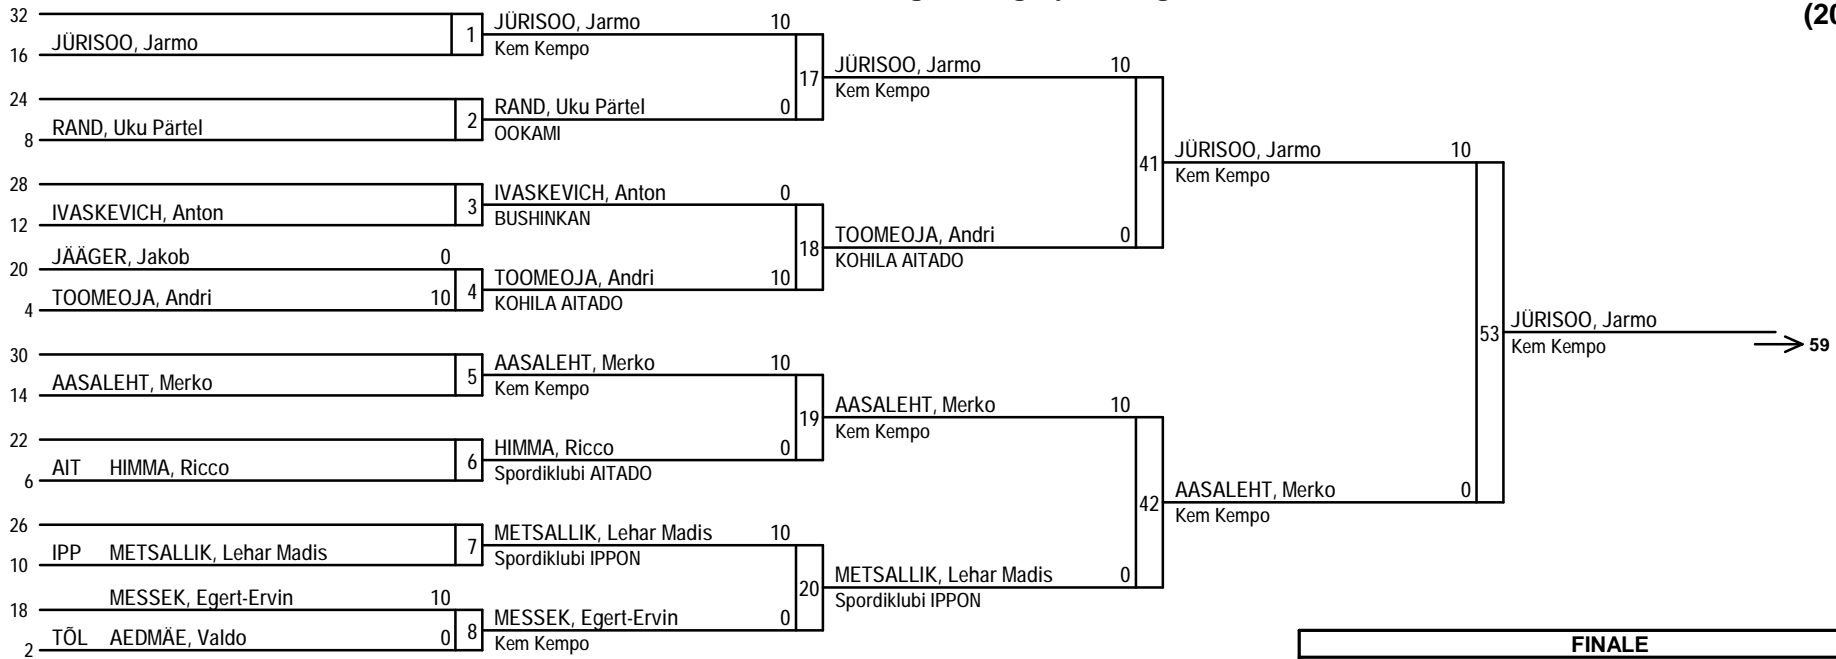 (20
32
JÜRISOO, Jarmo
16
1
JÜRISOO, Jarmo 10
Kem Kempo
24
RAND, Uku Pärtel
8
2
RAND, Uku Pärtel 0
OOKAMI
17
JÜRISOO, Jarmo 10
Kem Kempo
28
IVASKEVICH, Anton
12
3
IVASKEVICH, Anton 0
BUSHINKAN
JÄÄGER, Jakob 0
20
TOOMEOJA, Andri 10
4
4
TOOMEOJA, Andri 10
KOHILA AITADO
18
TOOMEOJA, Andri 0
KOHILA AITADO
41
JÜRISOO, Jarmo 10
Kem Kempo
30
AASALEHT, Merko
14
5
AASALEHT, Merko 10
Kem Kempo
22
AIT HIMMA, Ricco
6
6
HIMMA, Ricco 0
Spordiklubi AITADO
19
AASALEHT, Merko 10
Kem Kempo
26
IPP METSALLIK, Lehar Madis
10
7
METSALLIK, Lehar Madis 10
Spordiklubi IPPON
MESSEK, Egert-Ervin 10
18
TÕL AEDMÄE, Valdo 0
2
8
MESSEK, Egert-Ervin 0
Kem Kempo
20
METSALLIK, Lehar Madis 0
Spordiklubi IPPON
42
AASALEHT, Merko 0
Kem Kempo
53
JÜRISOO, Jarmo
Kem Kempo
59
FINALE